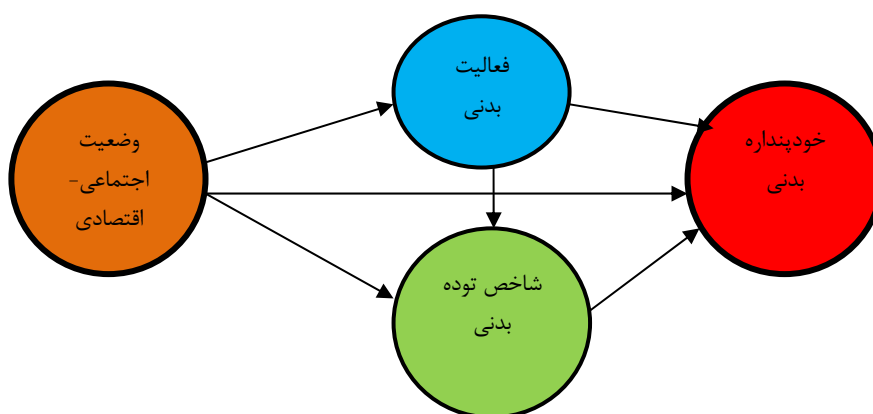 فعالیت
بدنی
وضعیت
اجتماعی-
اقتصادی
خودپنداره
بدنی
شاخص توده
بدنی